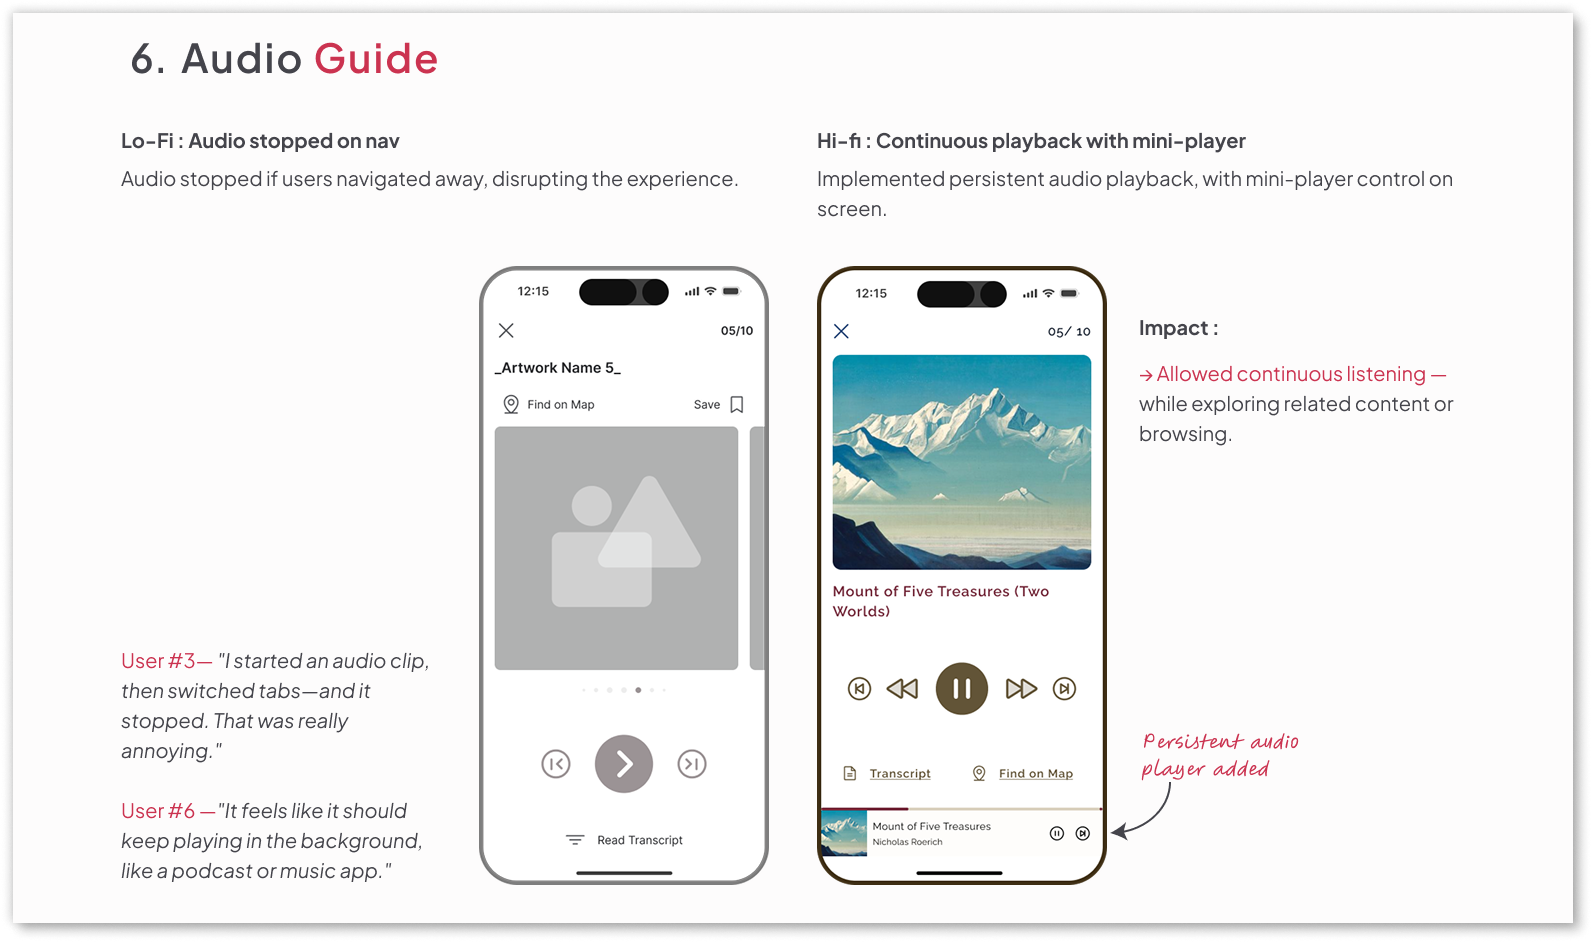 6. Audio Guide
Lo-Fi : Audio stopped on nav
Audio stopped if users navigated away, disrupting the experience.
Hi-fi : Continuous playback with mini-player
Implemented persistent audio playback, with mini-player control on
screen.
User #3— "I started an audio clip,
then switched tabs—and it
stopped. That was really
annoying."
User #6 —"It feels like it should
keep playing in the background,
like a podcast or music app."
12:15
05/10
_Artwork Name 5_
Find on Map
Save
Read Transcript
12:15
05/ 10
Mount of Five Treasures (Two
Worlds)
Transcript
Find on Map
Mount of Five Treasures
Nicholas Roerich
Impact :
→ Allowed continuous listening —
while exploring related content or
browsing.
Persistent audio
player added